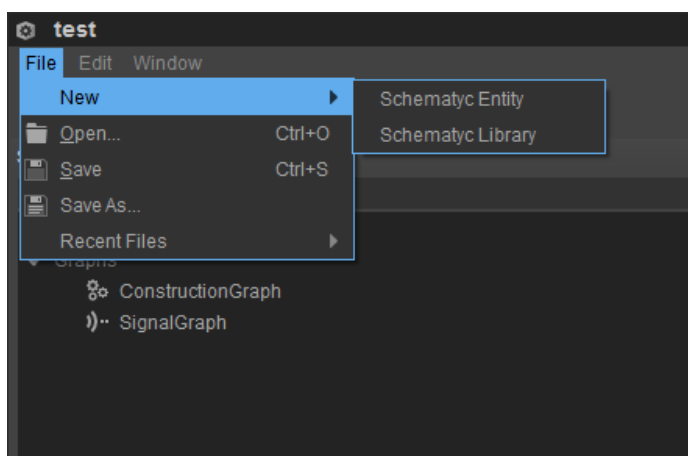 test
File Edit Window
New
Schematyc Entity
Open... Ctrl+O
Schematyc Library
Save Ctrl+S
Save As...
Recent Files
Graphs
ConstructionGraph
SignalGraph